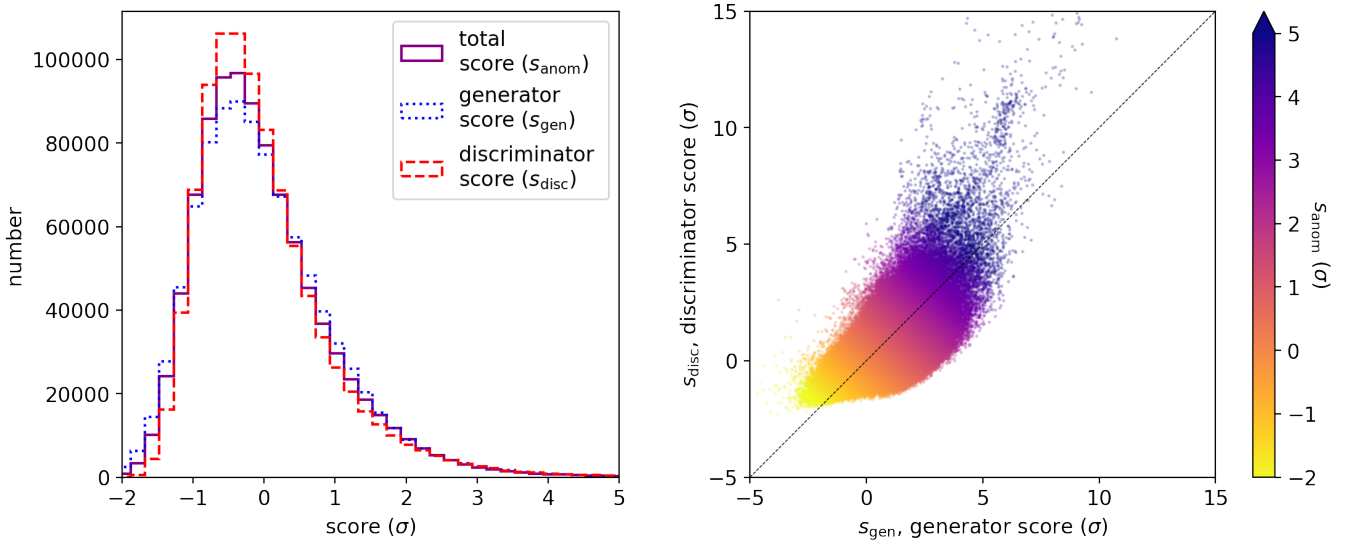 100000
80000
60000
40000
20000
0
number
−2 −1 0 1 2 3 4 5
score (σ)
total
score (s_anom)
generator
score (s_gen)
discriminator
score (s_disc)
15
10
5
0
−5
s_disc, discriminator score (σ)
−5 0 5 10 15
s_gen, generator score (σ)
5
4
3
2
1
0
−1
−2
s_anom (σ)